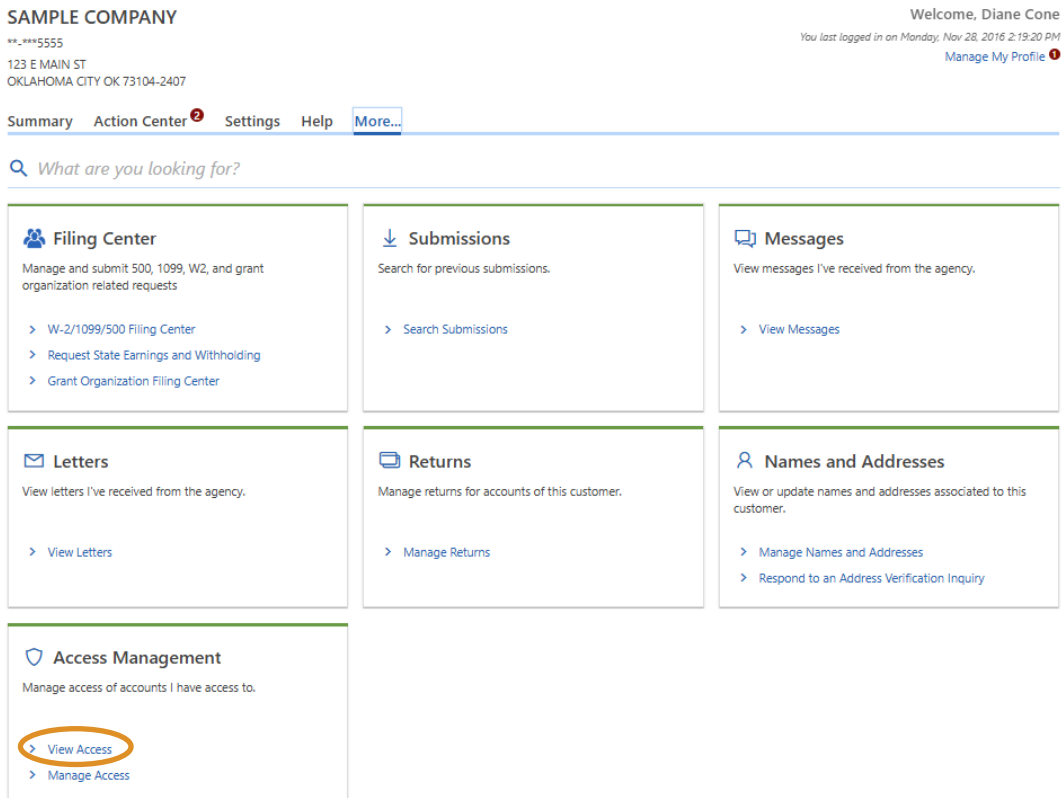 SAMPLE COMPANY
**-***5555
123 E MAIN ST
OKLAHOMA CITY OK 73104-2407
Welcome, Diane Cone
You last logged in on Monday, Nov 28, 2016 2:19:20 PM
Manage My Profile 1
Summary Action Center 2 Settings Help More...
What are you looking for?
Filing Center
Manage and submit 500, 1099, W2, and grant
organization related requests
> W-2/1099/500 Filing Center
> Request State Earnings and Withholding
> Grant Organization Filing Center
Submissions
Search for previous submissions.
> Search Submissions
Messages
View messages I've received from the agency.
> View Messages
Letters
View letters I've received from the agency.
> View Letters
Returns
Manage returns for accounts of this customer.
> Manage Returns
Names and Addresses
View or update names and addresses associated to this
customer.
> Manage Names and Addresses
> Respond to an Address Verification Inquiry
Access Management
Manage access of accounts I have access to.
> View Access
> Manage Access